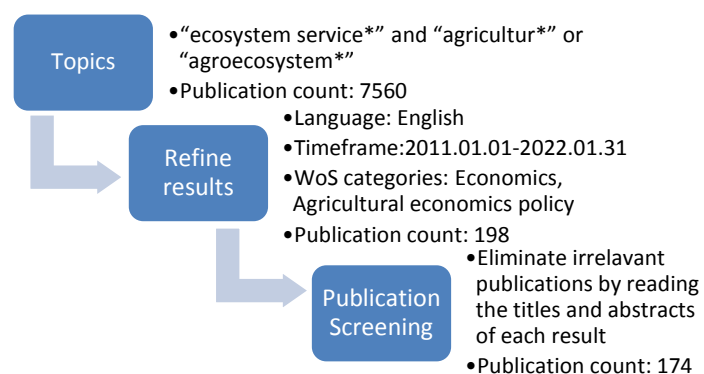 Topics
•“ecosystem service*” and “agricultur*” or
“agroecosystem*”
•Publication count: 7560
Refine
results
•Language: English
•Timeframe:2011.01.01-2022.01.31
•WoS categories: Economics,
Agricultural economics policy
•Publication count: 198
Publication
Screening
•Eliminate irrelavant
publications by reading
the titles and abstracts
of each result
•Publication count: 174